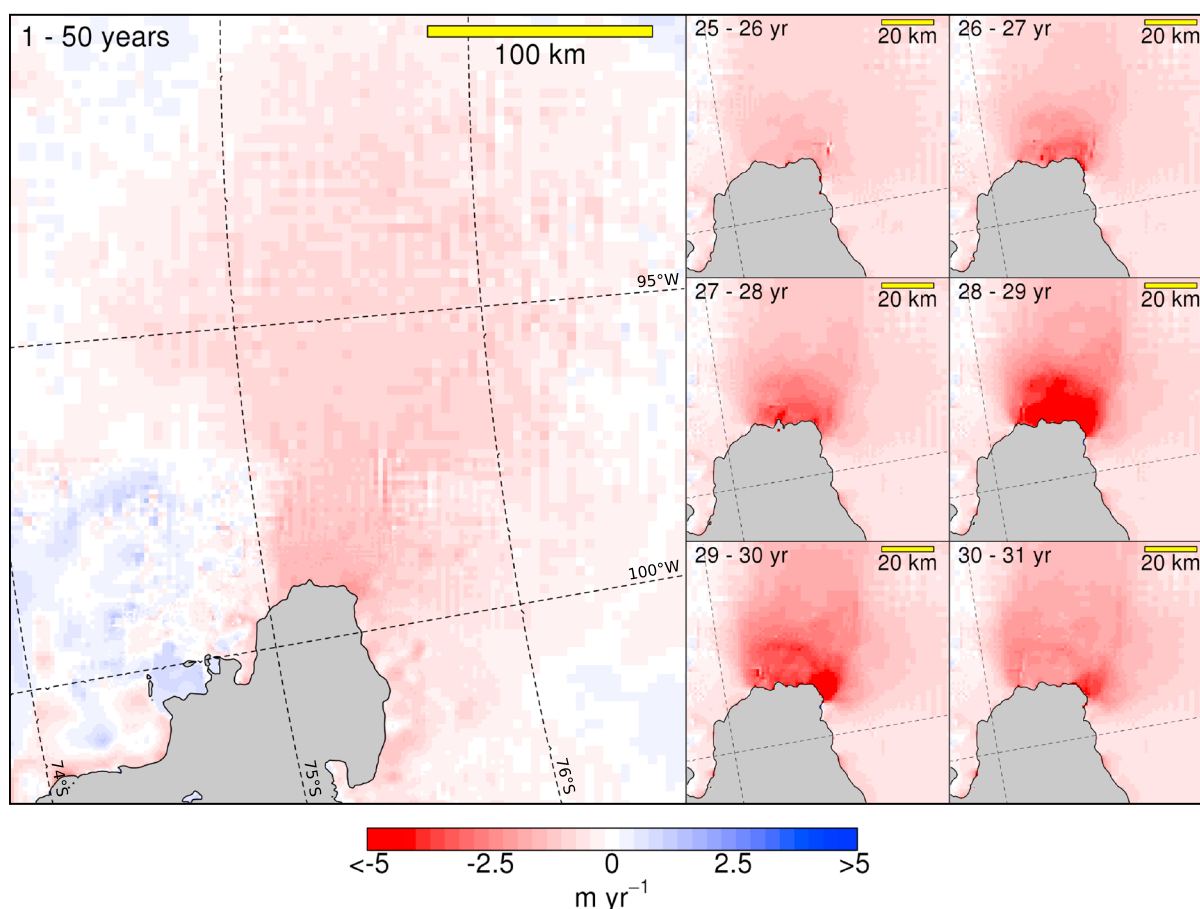 1 - 50 years
100 km
95°W
100°W
74°S
75°S
76°S
25 - 26 yr
20 km
26 - 27 yr
20 km
27 - 28 yr
20 km
28 - 29 yr
20 km
29 - 30 yr
20 km
30 - 31 yr
20 km
<-5 -2.5 0 2.5 >5
m yr⁻¹